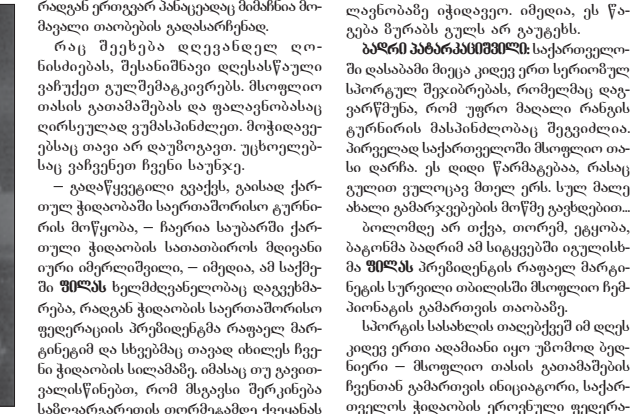 რადგან ერთგვარ პანაცეადაც მიმაჩნია მო-
მავალი თაობების გადასარჩენად.
რაც შეეხება დღევანდელ ღო-
ნისძიებას, შესანიშნავი დღესასწაული
ვაჩუქეთ გულშემატკივრებს. მსოფლიო
თასის გათამაშებას და ფალავნობასაც
ღირსეულად ვუმასპინძლეთ. მოჭიდავე-
ებსაც თავი არ დაუზოგავთ. უცხოელებ-
საც ვაჩვენეთ ჩვენი საუნჯე.
– გადაწყვეტილი გვაქვს, გაისად ქარ-
თულ ჭიდაობაში საერთაშორისო ტურნი-
რის მოწყობა, – ჩაერია საუბარში ქარ-
თული ჭიდაობის სათათბიროს მდივანი
იური იმერლიშვილი, – იმედია, ამ საქმე-
ში ფილას ხელმძღვანელობაც დაგვეხმა-
რება, რადგან ჭიდაობის საერთაშორისო
ფედერაციის პრეზიდენტმა რაფაელ მარ-
ტინეტიმ და სხვებმაც თავად იხილეს ჩვე-
ნი ჭიდაობის სილამაზე. იმასაც თუ გავით-
ვალისწინებთ, რომ მსგავსი შერკინება
საზღვარგარეთის თორმეტამდე ქვეყანას
ლავნობაზე იჭიდავეო. იმედია, ეს წა-
გება ზურაბს გულს არ გაუტეხს.
ბადრი პატარკაციშვილი: საქართველო-
ში დასაბამი მიეცა კიდევ ერთ სერიოზულ
სპორტულ შეჯიბრებას, რომელმაც დაგ-
ვარწმუნა, რომ უფრო მაღალი რანგის
ტურნირის მასპინძლობაც შეგვიძლია.
პირველად საქართველოში მსოფლიო თა-
სი დარჩა. ეს დიდი წარმატებაა, რასაც
გულით ვულოცავ მთელ ერს. სულ მალე
ახალი გამარჯვებების მოწმე გავხდებით...
ბოლომდე არ თქვა, თორემ, ეტყობა,
ბატონმა ბადრიმ ამ სიტყვებში იგულისხ-
მა ფილას პრეზიდენტის რაფაელ მარტი-
ნეტის სურვილი თბილისში მსოფლიო ჩემ-
პიონატის გამართვის თაობაზე.
სპორტის სასახლის თაღებქვეშ იმ დღეს
კიდევ ერთი ადამიანი იყო უზომოდ ბედ-
ნიერი – მსოფლიო თასის გათამაშების
ჩვენთან გამართვის ინიციატორი, საქარ-
თველოს ჭიდაობის ეროვნული ფედერა-